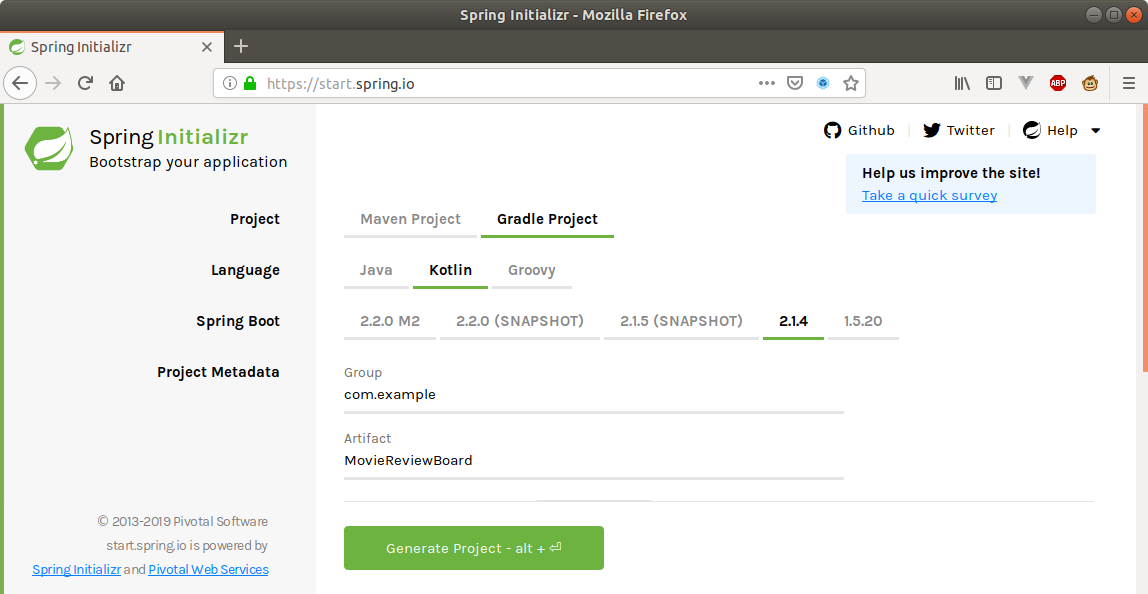 Spring Initializr - Mozilla Firefox
Spring Initializr
https://start.spring.io
ABP
Spring Initializr
Bootstrap your application
Github
Twitter
Help
Help us improve the site!
Take a quick survey
Project
Maven Project
Gradle Project
Language
Java
Kotlin
Groovy
Spring Boot
2.2.0 M2
2.2.0 (SNAPSHOT)
2.1.5 (SNAPSHOT)
2.1.4
1.5.20
Project Metadata
Group
com.example
Artifact
MovieReviewBoard
© 2013-2019 Pivotal Software
start.spring.io is powered by
Spring Initializr and Pivotal Web Services
Generate Project - alt + ⏎